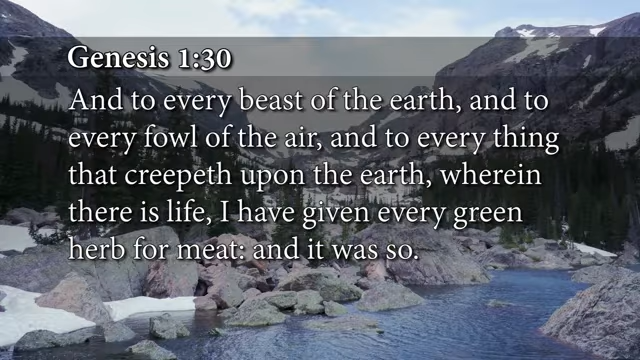 Genesis 1:30
And to every beast of the earth, and to
every fowl of the air, and to every thing
that creepeth upon the earth, wherein
there is life, I have given every green
herb for meat: and it was so.